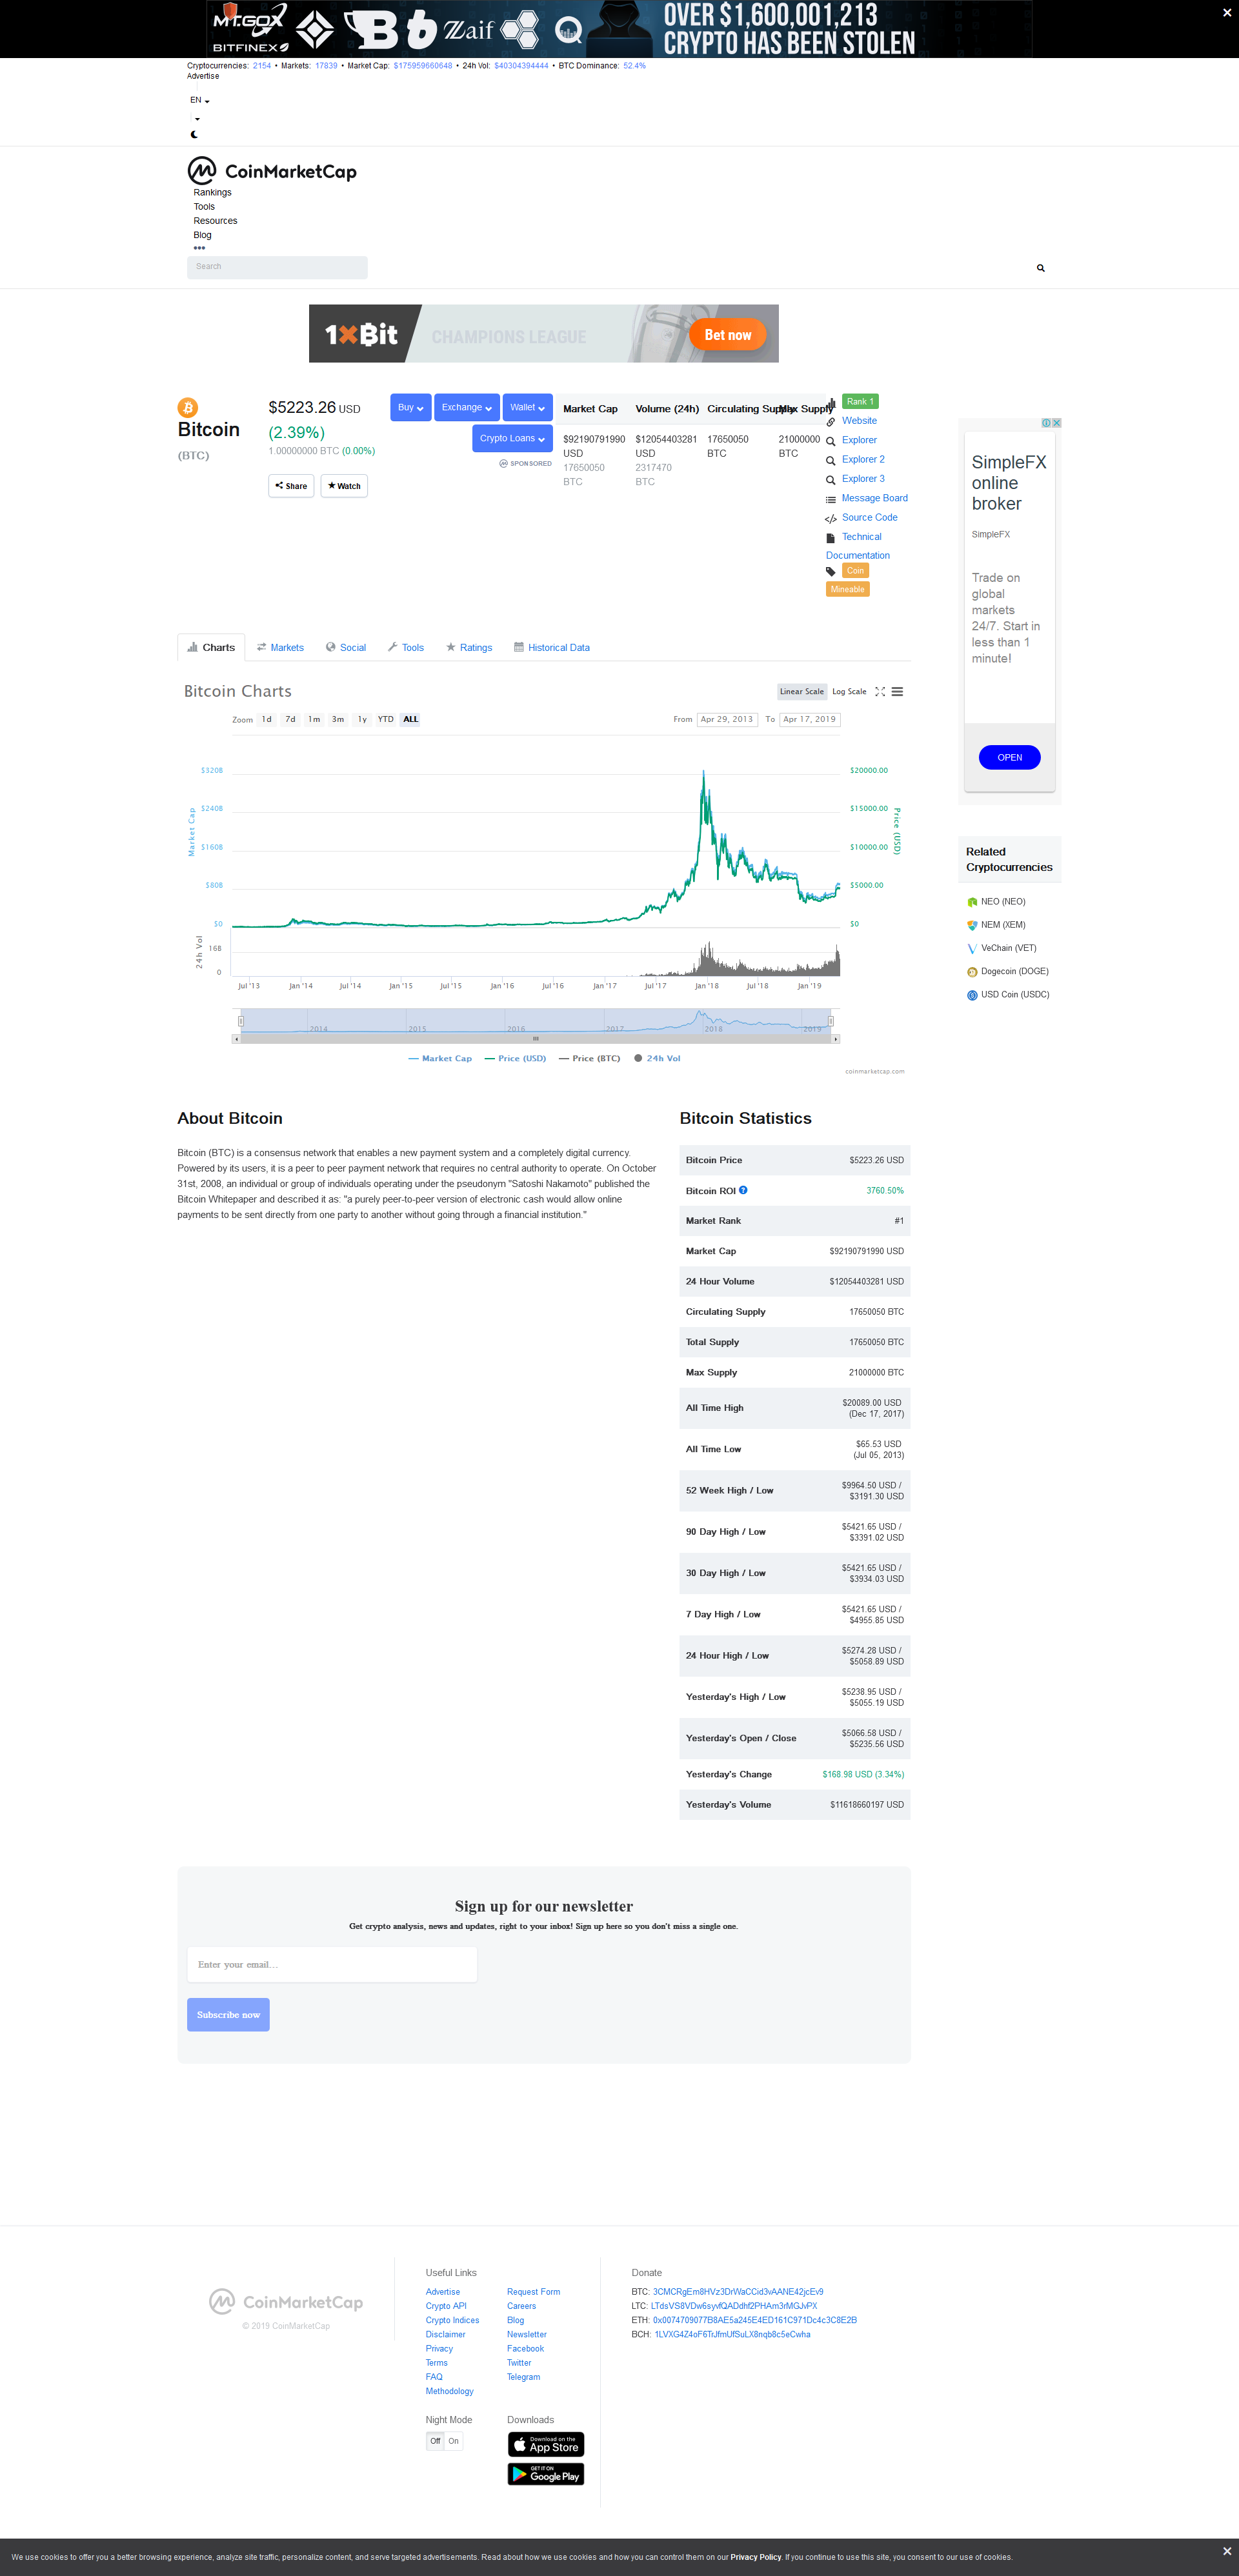 MT.GOX
BITFINEX
Zaif
OVER $1,600,001,213
CRYPTO HAS BEEN STOLEN
Cryptocurrencies: 2154 • Markets: 17839 • Market Cap: $175959660648 • 24h Vol: $40304394444 • BTC Dominance: 52.4%
Advertise
EN
CoinMarketCap
Rankings
Tools
Resources
Blog
Search
1XBit
CHAMPIONS LEAGUE
Bet now
Bitcoin
(BTC)
$5223.26 USD
(2.39%)
1.00000000 BTC (0.00%)
Share Watch
Buy Exchange Wallet
Crypto Loans
SPONSORED
Market Cap Volume (24h) Circulating Supply Max Supply
$92190791990 $12054403281 17650050 21000000
USD USD BTC BTC
17650050 2317470
BTC BTC
Rank 1
Website
Explorer
Explorer 2
Explorer 3
Message Board
Source Code
Technical
Documentation
Coin
Mineable
SimpleFX
online
broker
SimpleFX
Trade on
global
markets
24/7. Start in
less than 1
minute!
OPEN
Charts Markets Social Tools Ratings Historical Data
Bitcoin Charts
Linear Scale Log Scale
Zoom 1d 7d 1m 3m 1y YTD ALL
From Apr 29, 2013 To Apr 17, 2019
$320B $20000.00
$240B $15000.00
$160B $10000.00
$80B $5000.00
$0 $0
Market Cap
Price (USD)
24h Vol
16B
0
Jul '13 Jan '14 Jul '14 Jan '15 Jul '15 Jan '16 Jul '16 Jan '17 Jul '17 Jan '18 Jul '18 Jan '19
2014 2015 2016 2017 2018 2019
Market Cap Price (USD) Price (BTC) 24h Vol
coinmarketcap.com
Related
Cryptocurrencies
NEO (NEO)
NEM (XEM)
VeChain (VET)
Dogecoin (DOGE)
USD Coin (USDC)
About Bitcoin
Bitcoin (BTC) is a consensus network that enables a new payment system and a completely digital currency.
Powered by its users, it is a peer to peer payment network that requires no central authority to operate. On October
31st, 2008, an individual or group of individuals operating under the pseudonym "Satoshi Nakamoto" published the
Bitcoin Whitepaper and described it as: "a purely peer-to-peer version of electronic cash would allow online
payments to be sent directly from one party to another without going through a financial institution."
Bitcoin Statistics
Bitcoin Price $5223.26 USD
Bitcoin ROI 3760.50%
Market Rank #1
Market Cap $92190791990 USD
24 Hour Volume $12054403281 USD
Circulating Supply 17650050 BTC
Total Supply 17650050 BTC
Max Supply 21000000 BTC
All Time High $20089.00 USD
(Dec 17, 2017)
All Time Low $65.53 USD
(Jul 05, 2013)
52 Week High / Low $9964.50 USD /
$3191.30 USD
90 Day High / Low $5421.65 USD /
$3391.02 USD
30 Day High / Low $5421.65 USD /
$3934.03 USD
7 Day High / Low $5421.65 USD /
$4955.85 USD
24 Hour High / Low $5274.28 USD /
$5058.89 USD
Yesterday's High / Low $5238.95 USD /
$5055.19 USD
Yesterday's Open / Close $5066.58 USD /
$5235.56 USD
Yesterday's Change $168.98 USD (3.34%)
Yesterday's Volume $11618660197 USD
Sign up for our newsletter
Get crypto analysis, news and updates, right to your inbox! Sign up here so you don't miss a single one.
Enter your email...
Subscribe now
CoinMarketCap
© 2019 CoinMarketCap
Useful Links
Advertise Request Form
Crypto API Careers
Crypto Indices Blog
Disclaimer Newsletter
Privacy Facebook
Terms Twitter
FAQ Telegram
Methodology
Night Mode
Off On
Downloads
Download on the
App Store
GET IT ON
Google Play
Donate
BTC: 3CMCRgEm8HVz3DrWaCCid3vAANE42jcEv9
LTC: LTdsVS8VDw6syvfQADdhf2PHAm3rMGJvPX
ETH: 0x0074709077B8AE5a245E4ED161C971Dc4c3C8E2B
BCH: 1LVXG4Z4oF6TrJfmUfSuLX8nqb8c5eCwha
We use cookies to offer you a better browsing experience, analyze site traffic, personalize content, and serve targeted advertisements. Read about how we use cookies and how you can control them on our Privacy Policy. If you continue to use this site, you consent to our use of cookies.